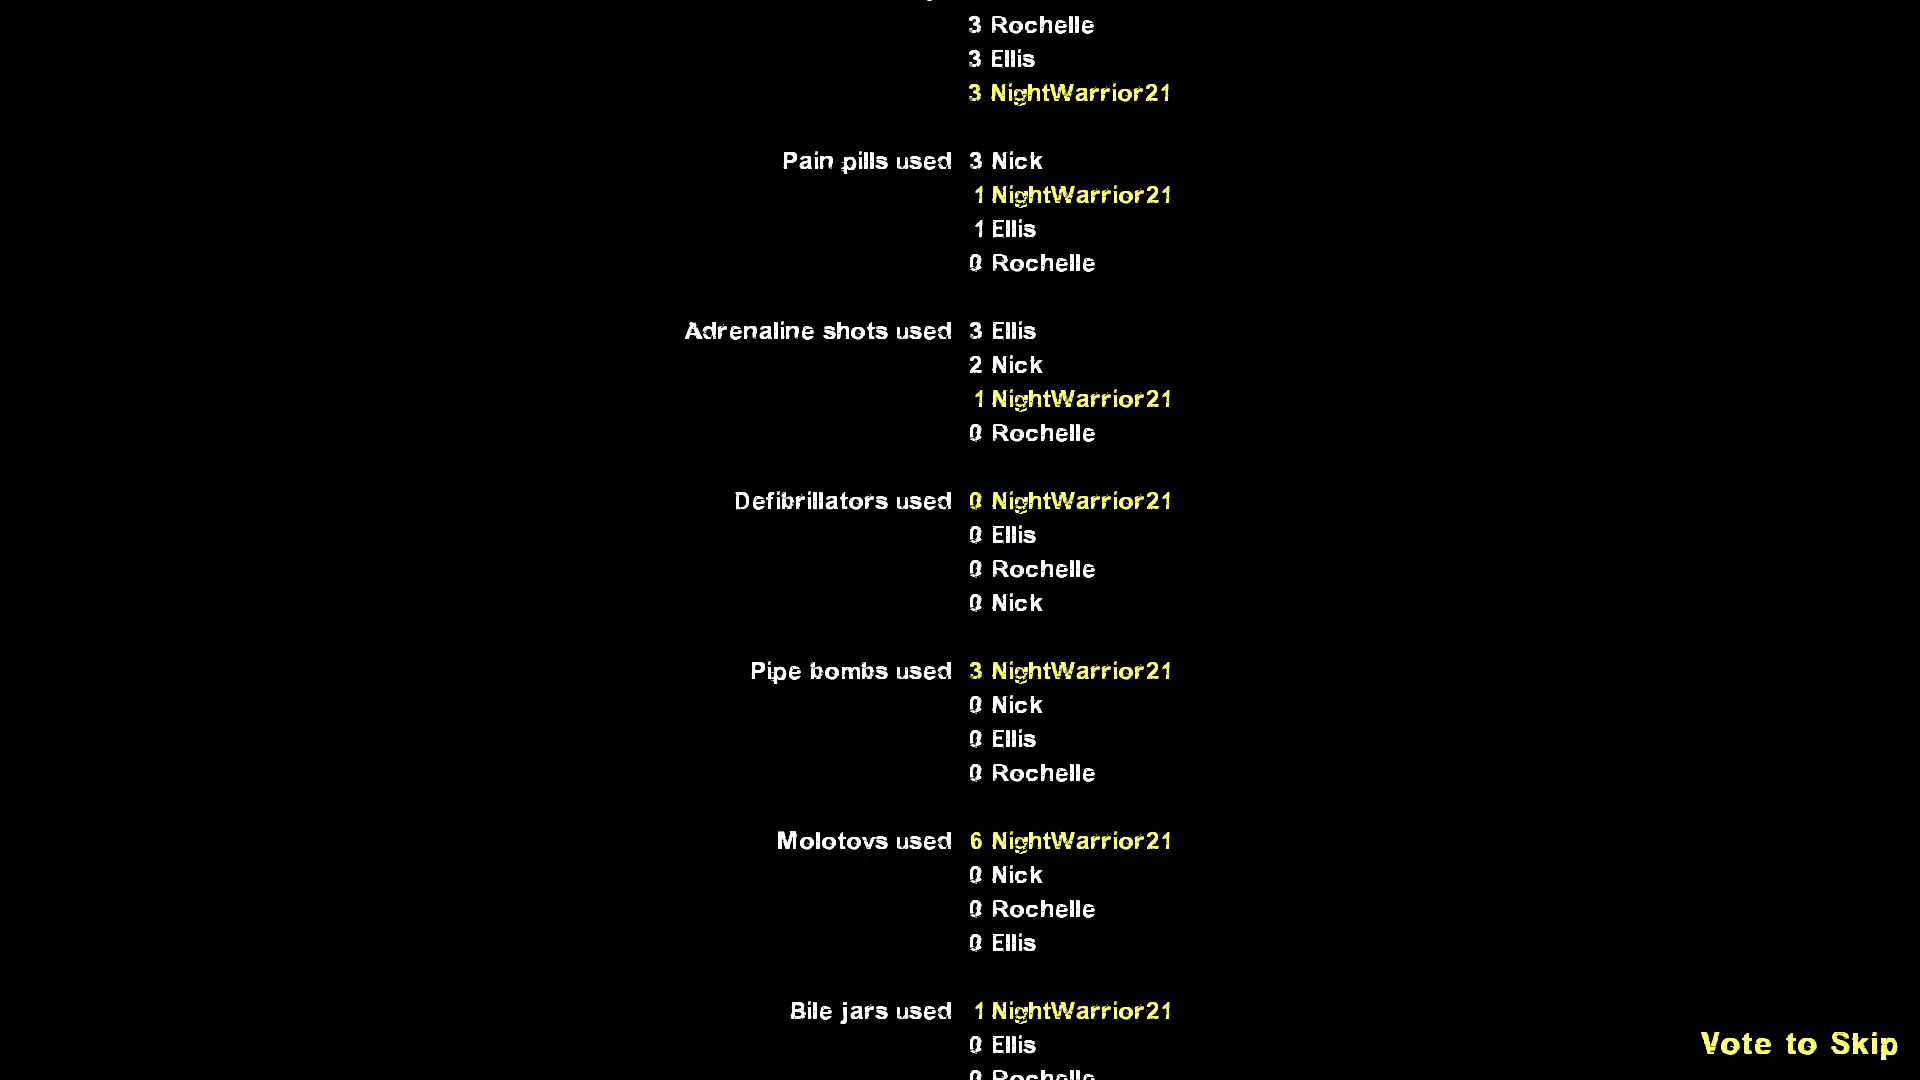 3 Rochelle
3 Ellis
3 NightWarrior21
Pain pills used 3 Nick
1 NightWarrior21
1 Ellis
0 Rochelle
Adrenaline shots used 3 Ellis
2 Nick
1 NightWarrior21
0 Rochelle
Defibrillators used 0 NightWarrior21
0 Ellis
0 Rochelle
0 Nick
Pipe bombs used 3 NightWarrior21
0 Nick
0 Ellis
0 Rochelle
Molotovs used 6 NightWarrior21
0 Nick
0 Rochelle
0 Ellis
Bile jars used 1 NightWarrior21
0 Ellis
0 Rochelle
Vote to Skip